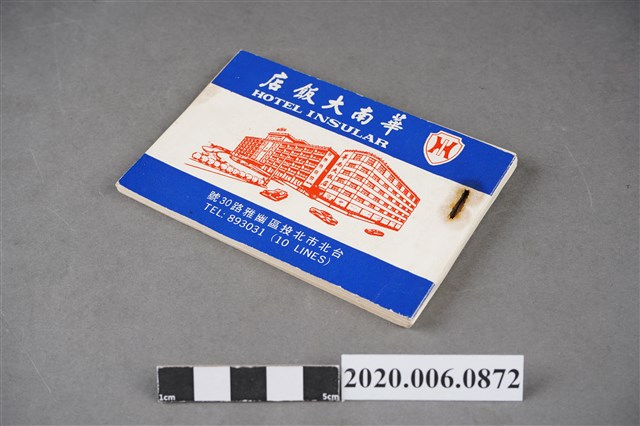 華南大飯店
HOTEL INSULAR
H
台北市北投區幽雅路30號
TEL: 893031 (10 LINES)
1cm
5cm
2020.006.0872